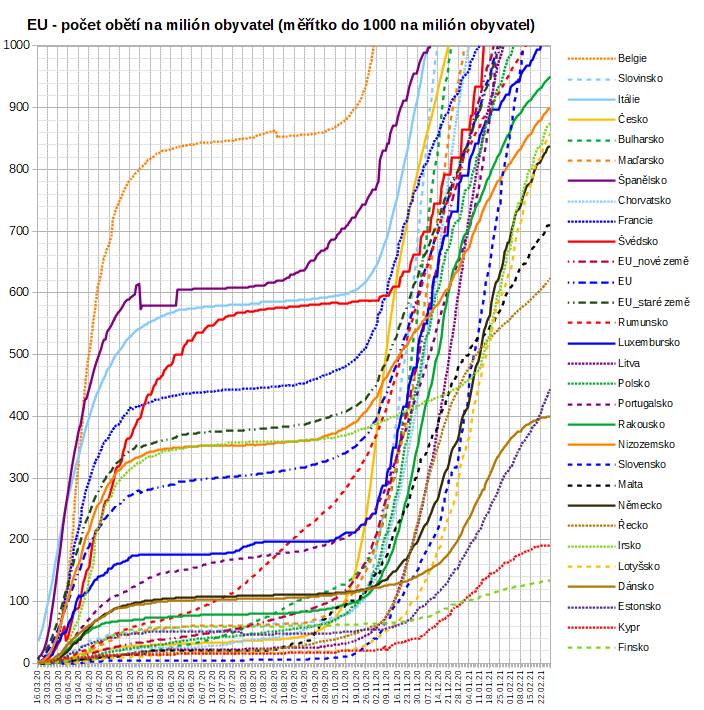 EU - počet obětí na milión obyvatel (měřítko do 1000 na milión obyvatel)
1000
900
800
700
600
500
400
300
200
100
0
16.03.20
23.03.20
30.03.20
06.04.20
13.04.20
20.04.20
27.04.20
04.05.20
11.05.20
18.05.20
25.05.20
01.06.20
08.06.20
15.06.20
22.06.20
29.06.20
06.07.20
13.07.20
20.07.20
27.07.20
03.08.20
10.08.20
17.08.20
24.08.20
31.08.20
07.09.20
14.09.20
21.09.20
28.09.20
05.10.20
12.10.20
19.10.20
26.10.20
02.11.20
09.11.20
16.11.20
23.11.20
30.11.20
07.12.20
14.12.20
21.12.20
28.12.20
04.01.21
11.01.21
18.01.21
25.01.21
01.02.21
08.02.21
15.02.21
22.02.21
Belgie
Slovinsko
Itálie
Česko
Bulharsko
Maďarsko
Španělsko
Chorvatsko
Francie
Švédsko
EU_nové země
EU
EU_staré země
Rumunsko
Luxembursko
Litva
Polsko
Portugalsko
Rakousko
Nizozemsko
Slovensko
Malta
Německo
Řecko
Irsko
Lotyšsko
Dánsko
Estonsko
Kypr
Finsko